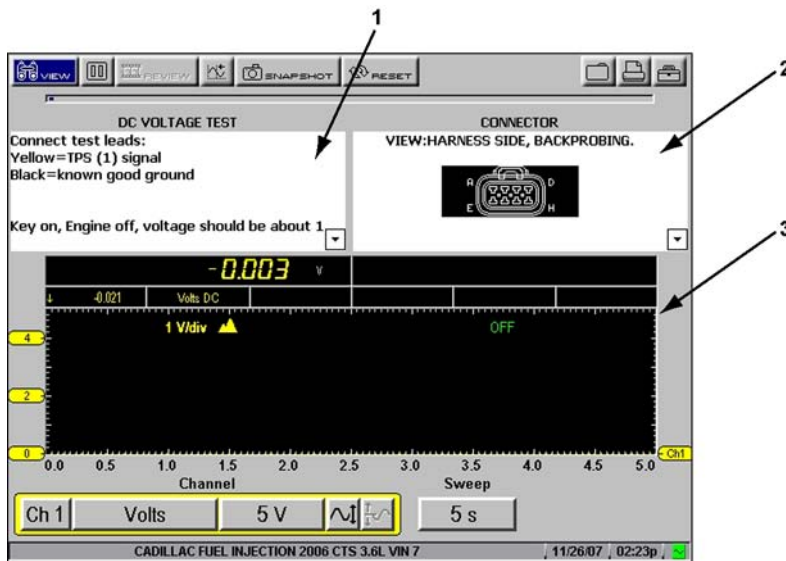 1
2
3
VIEW
REVIEW
SNAPSHOT
RESET
DC VOLTAGE TEST
Connect test leads:
Yellow=TPS (1) signal
Black=known good ground
Key on, Engine off, voltage should be about 1
CONNECTOR
VIEW:HARNESS SIDE, BACKPROBING.
A D
E H
-0.003 V
↓ -0.021 Volts DC
1 V/div OFF
4
2
0 Ch1
0.0 0.5 1.0 1.5 2.0 2.5 3.0 3.5 4.0 4.5 5.0
Channel Sweep
Ch 1 Volts 5 V 5 s
CADILLAC FUEL INJECTION 2006 CTS 3.6L VIN 7 11/26/07 02:23p